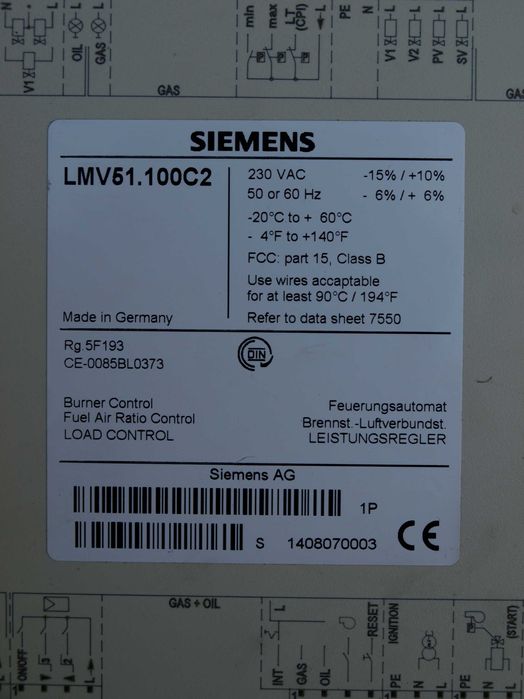 N L
V1
OIL
L
GAS
min
max
LT
(CPI)
L
PE
N
V1
L
V2
L
PV
L
SV
L
GAS
SIEMENS
LMV51.100C2
230 VAC -15% / +10%
50 or 60 Hz - 6% / + 6%
-20°C to + 60°C
- 4°F to +140°F
FCC: part 15, Class B
Use wires accaptable
for at least 90°C / 194°F
Made in Germany
Refer to data sheet 7550
Rg.5F193
CE-0085BL0373
DIN
Burner Control
Fuel Air Ratio Control
LOAD CONTROL
Feuerungsautomat
Brennst.-Luftverbundst.
LEISTUNGSREGLER
Siemens AG
1P
S 1408070003
CE
GAS + OIL
L
ON/OFF
3
2
L
INT
GAS
OIL
L
RESET
PE
IGNITION
N
L
PE
N
L
(START)